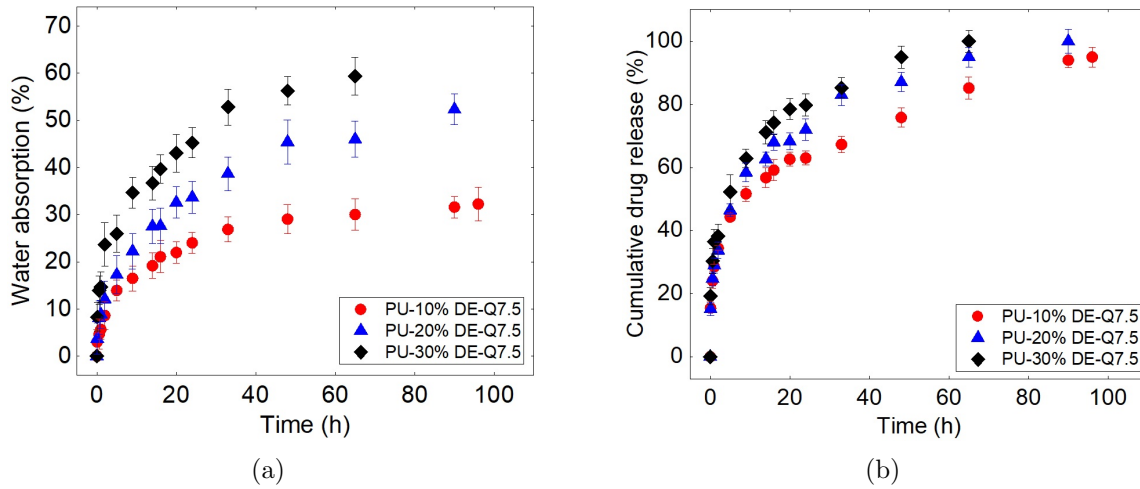 70
60
50
40
30
20
10
0
Water absorption (%)
PU-10% DE-Q7.5
PU-20% DE-Q7.5
PU-30% DE-Q7.5
0 20 40 60 80 100
Time (h)
(a)
100
80
60
40
20
0
Cumulative drug release (%)
PU-10% DE-Q7.5
PU-20% DE-Q7.5
PU-30% DE-Q7.5
0 20 40 60 80 100
Time (h)
(b)